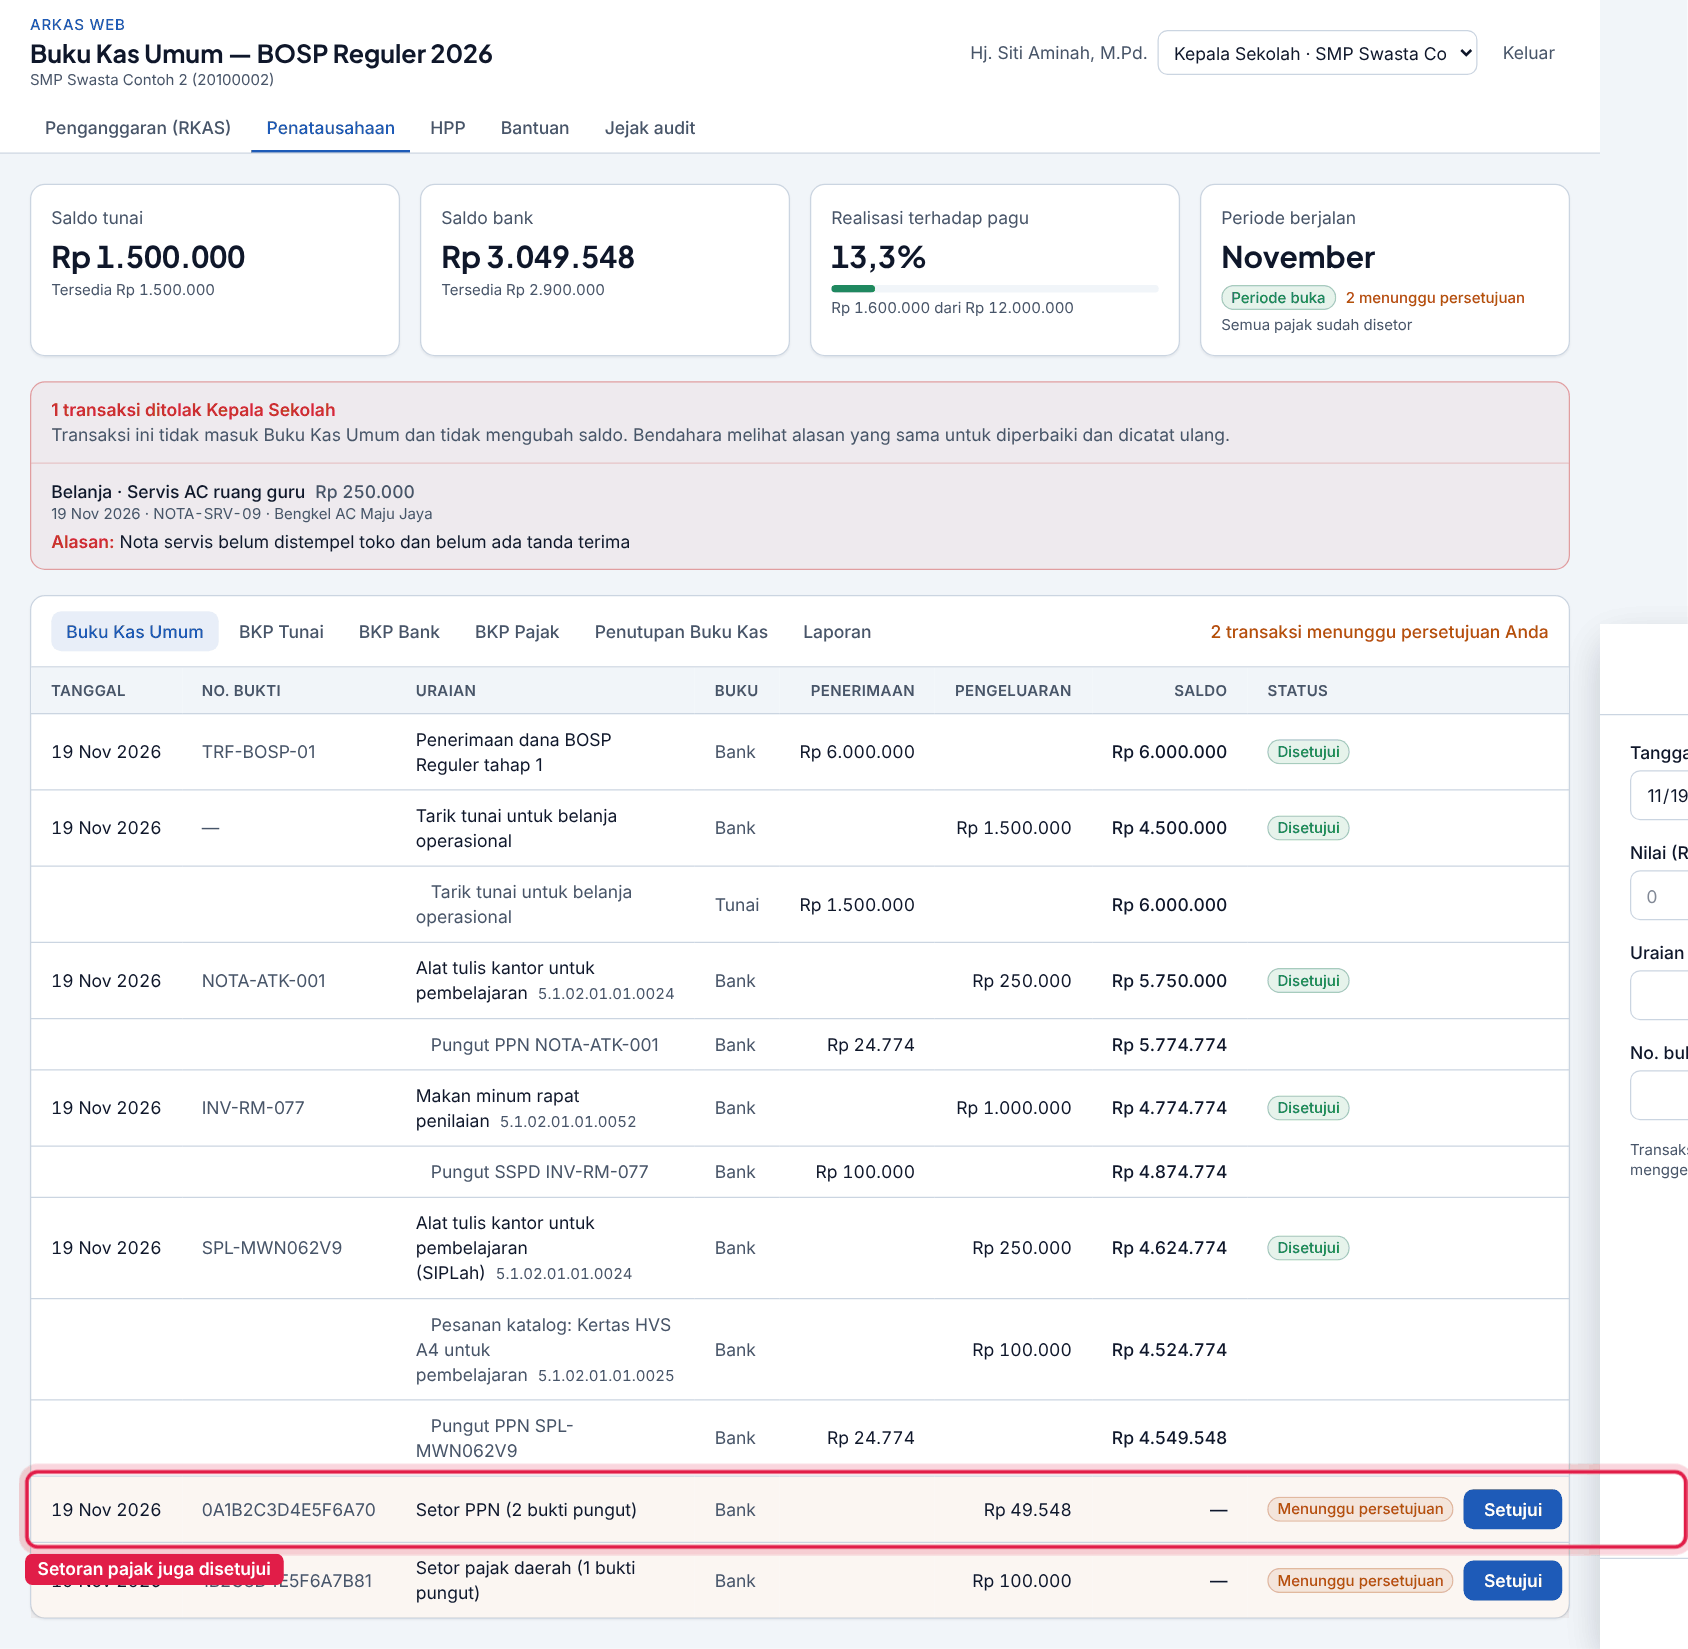 ARKAS WEB
Buku Kas Umum — BOSP Reguler 2026
SMP Swasta Contoh 2 (20100002)
Hj. Siti Aminah, M.Pd.
Kepala Sekolah · SMP Swasta Co
Keluar
Penganggaran (RKAS) Penatausahaan HPP Bantuan Jejak audit
Saldo tunai
Rp 1.500.000
Tersedia Rp 1.500.000
Saldo bank
Rp 3.049.548
Tersedia Rp 2.900.000
Realisasi terhadap pagu
13,3%
Rp 1.600.000 dari Rp 12.000.000
Periode berjalan
November
Periode buka 2 menunggu persetujuan
Semua pajak sudah disetor
1 transaksi ditolak Kepala Sekolah
Transaksi ini tidak masuk Buku Kas Umum dan tidak mengubah saldo. Bendahara melihat alasan yang sama untuk diperbaiki dan dicatat ulang.
Belanja · Servis AC ruang guru Rp 250.000
19 Nov 2026 · NOTA-SRV-09 · Bengkel AC Maju Jaya
Alasan: Nota servis belum distempel toko dan belum ada tanda terima
Buku Kas Umum BKP Tunai BKP Bank BKP Pajak Penutupan Buku Kas Laporan
2 transaksi menunggu persetujuan Anda
TANGGAL NO. BUKTI URAIAN BUKU PENERIMAAN PENGELUARAN SALDO STATUS
19 Nov 2026 TRF-BOSP-01 Penerimaan dana BOSP
Reguler tahap 1 Bank Rp 6.000.000 Rp 6.000.000 Disetujui
19 Nov 2026 — Tarik tunai untuk belanja
operasional Bank Rp 1.500.000 Rp 4.500.000 Disetujui
Tarik tunai untuk belanja
operasional Tunai Rp 1.500.000 Rp 6.000.000
19 Nov 2026 NOTA-ATK-001 Alat tulis kantor untuk
pembelajaran 5.1.02.01.01.0024 Bank Rp 250.000 Rp 5.750.000 Disetujui
Pungut PPN NOTA-ATK-001 Bank Rp 24.774 Rp 5.774.774
19 Nov 2026 INV-RM-077 Makan minum rapat
penilaian 5.1.02.01.01.0052 Bank Rp 1.000.000 Rp 4.774.774 Disetujui
Pungut SSPD INV-RM-077 Bank Rp 100.000 Rp 4.874.774
19 Nov 2026 SPL-MWN062V9 Alat tulis kantor untuk
pembelajaran
(SIPLah) 5.1.02.01.01.0024 Bank Rp 250.000 Rp 4.624.774 Disetujui
Pesanan katalog: Kertas HVS
A4 untuk
pembelajaran 5.1.02.01.01.0025 Bank Rp 100.000 Rp 4.524.774
Pungut PPN SPL-
MWN062V9 Bank Rp 24.774 Rp 4.549.548
19 Nov 2026 0A1B2C3D4E5F6A70 Setor PPN (2 bukti pungut) Bank Rp 49.548 — Menunggu persetujuan Setujui
Setoran pajak juga disetujui
Setor pajak daerah (1 bukti
pungut) Bank Rp 100.000 — Menunggu persetujuan Setujui
11/19
0
Uraian
No.